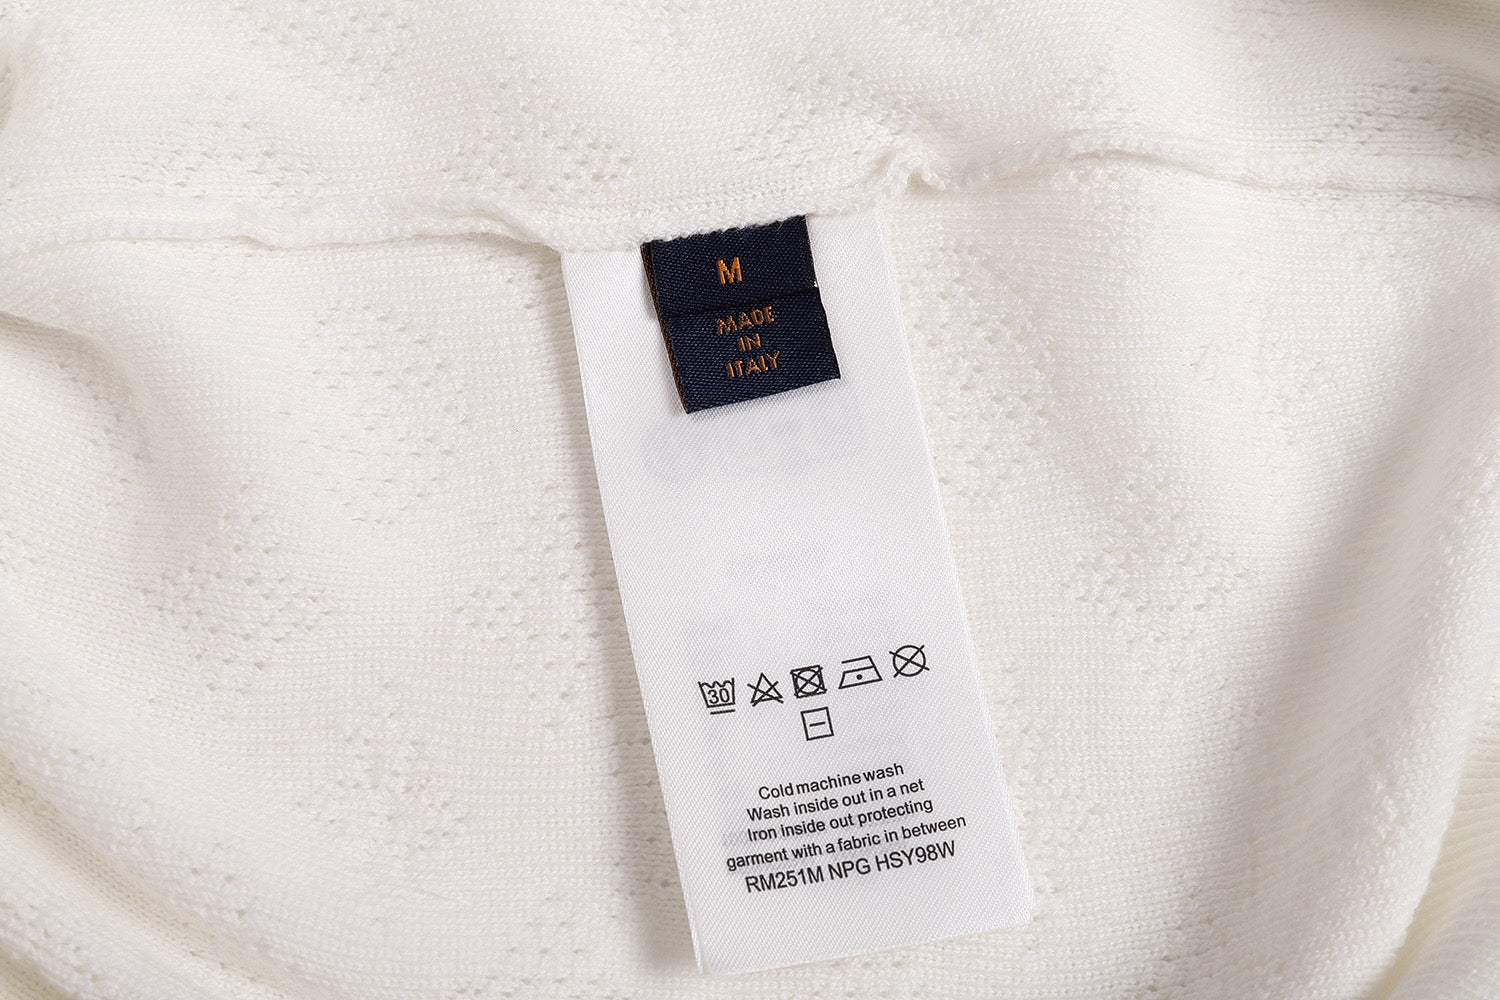 M
MADE
IN
ITALY
30
Cold machine wash
Wash inside out in a net
Iron inside out protecting
garment with a fabric in between
RM251M NPG HSY98W